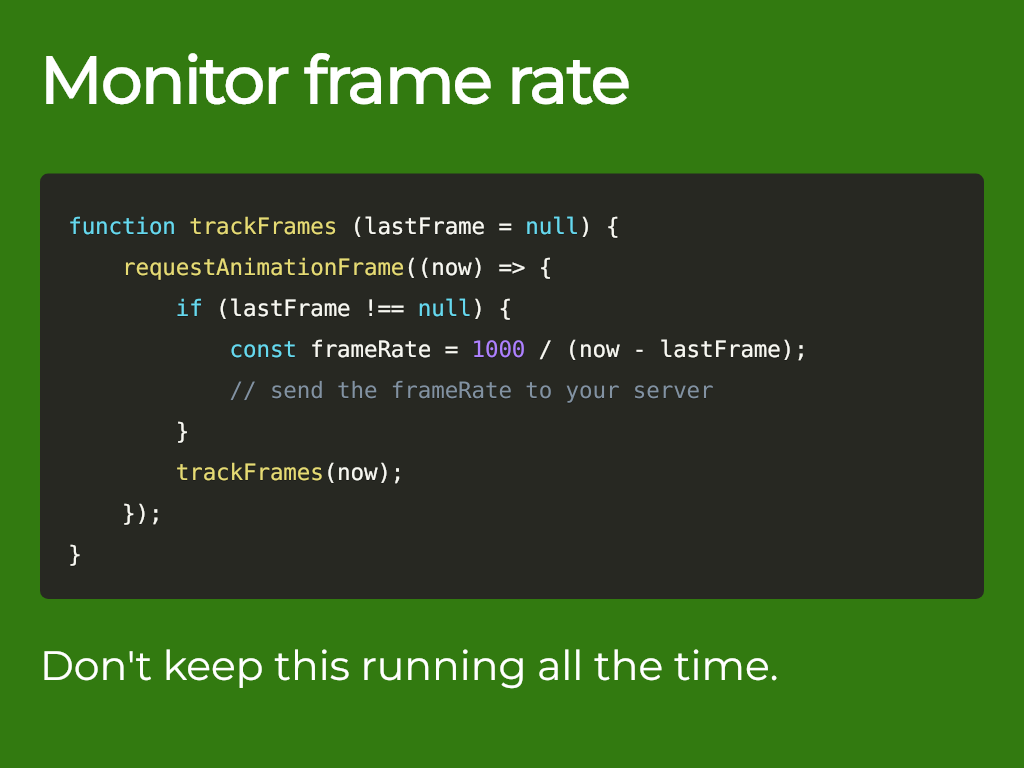 Monitor frame rate
function trackFrames (lastFrame = null) {
    requestAnimationFrame((now) => {
        if (lastFrame !== null) {
            const frameRate = 1000 / (now - lastFrame);
            // send the frameRate to your server
        }
        trackFrames(now);
    });
}
Don't keep this running all the time.